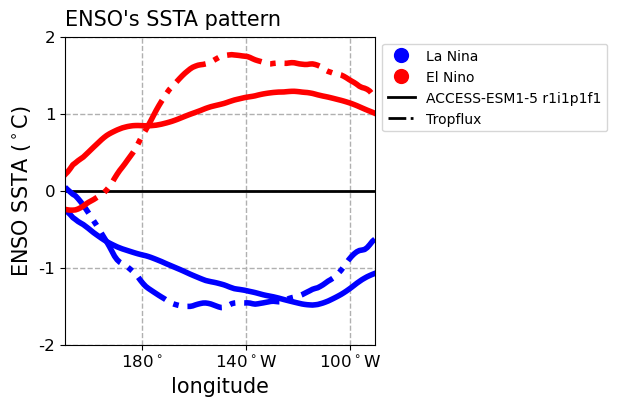 ENSO's SSTA pattern
ENSO SSTA (°C)
2
1
0
-1
-2
180°
140°W
100°W
longitude
La Nina
El Nino
ACCESS-ESM1-5 r1i1p1f1
Tropflux